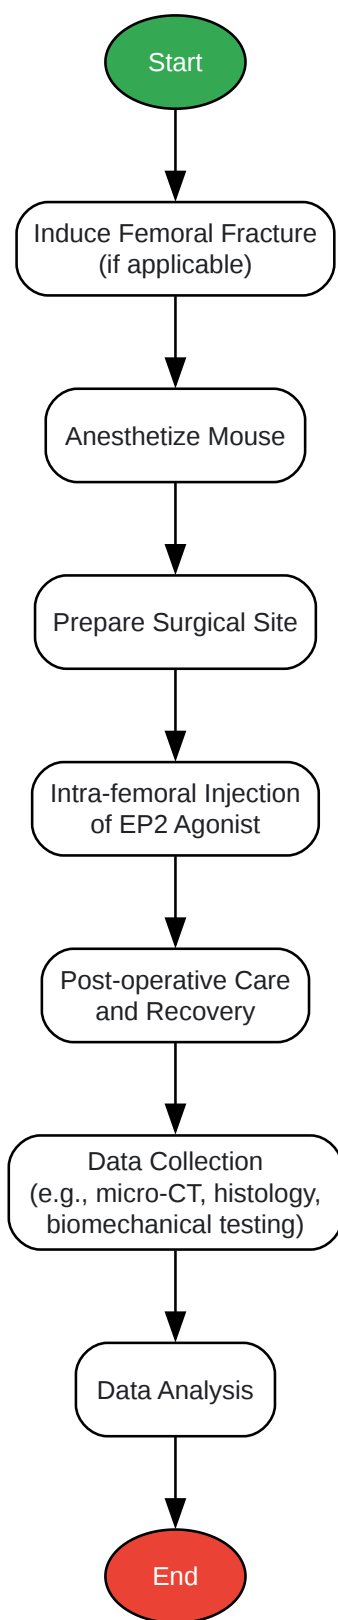 Start
Induce Femoral Fracture
(if applicable)
Anesthetize Mouse
Prepare Surgical Site
Intra-femoral Injection
of EP2 Agonist
Post-operative Care
and Recovery
Data Collection
(e.g., micro-CT, histology,
biomechanical testing)
Data Analysis
End